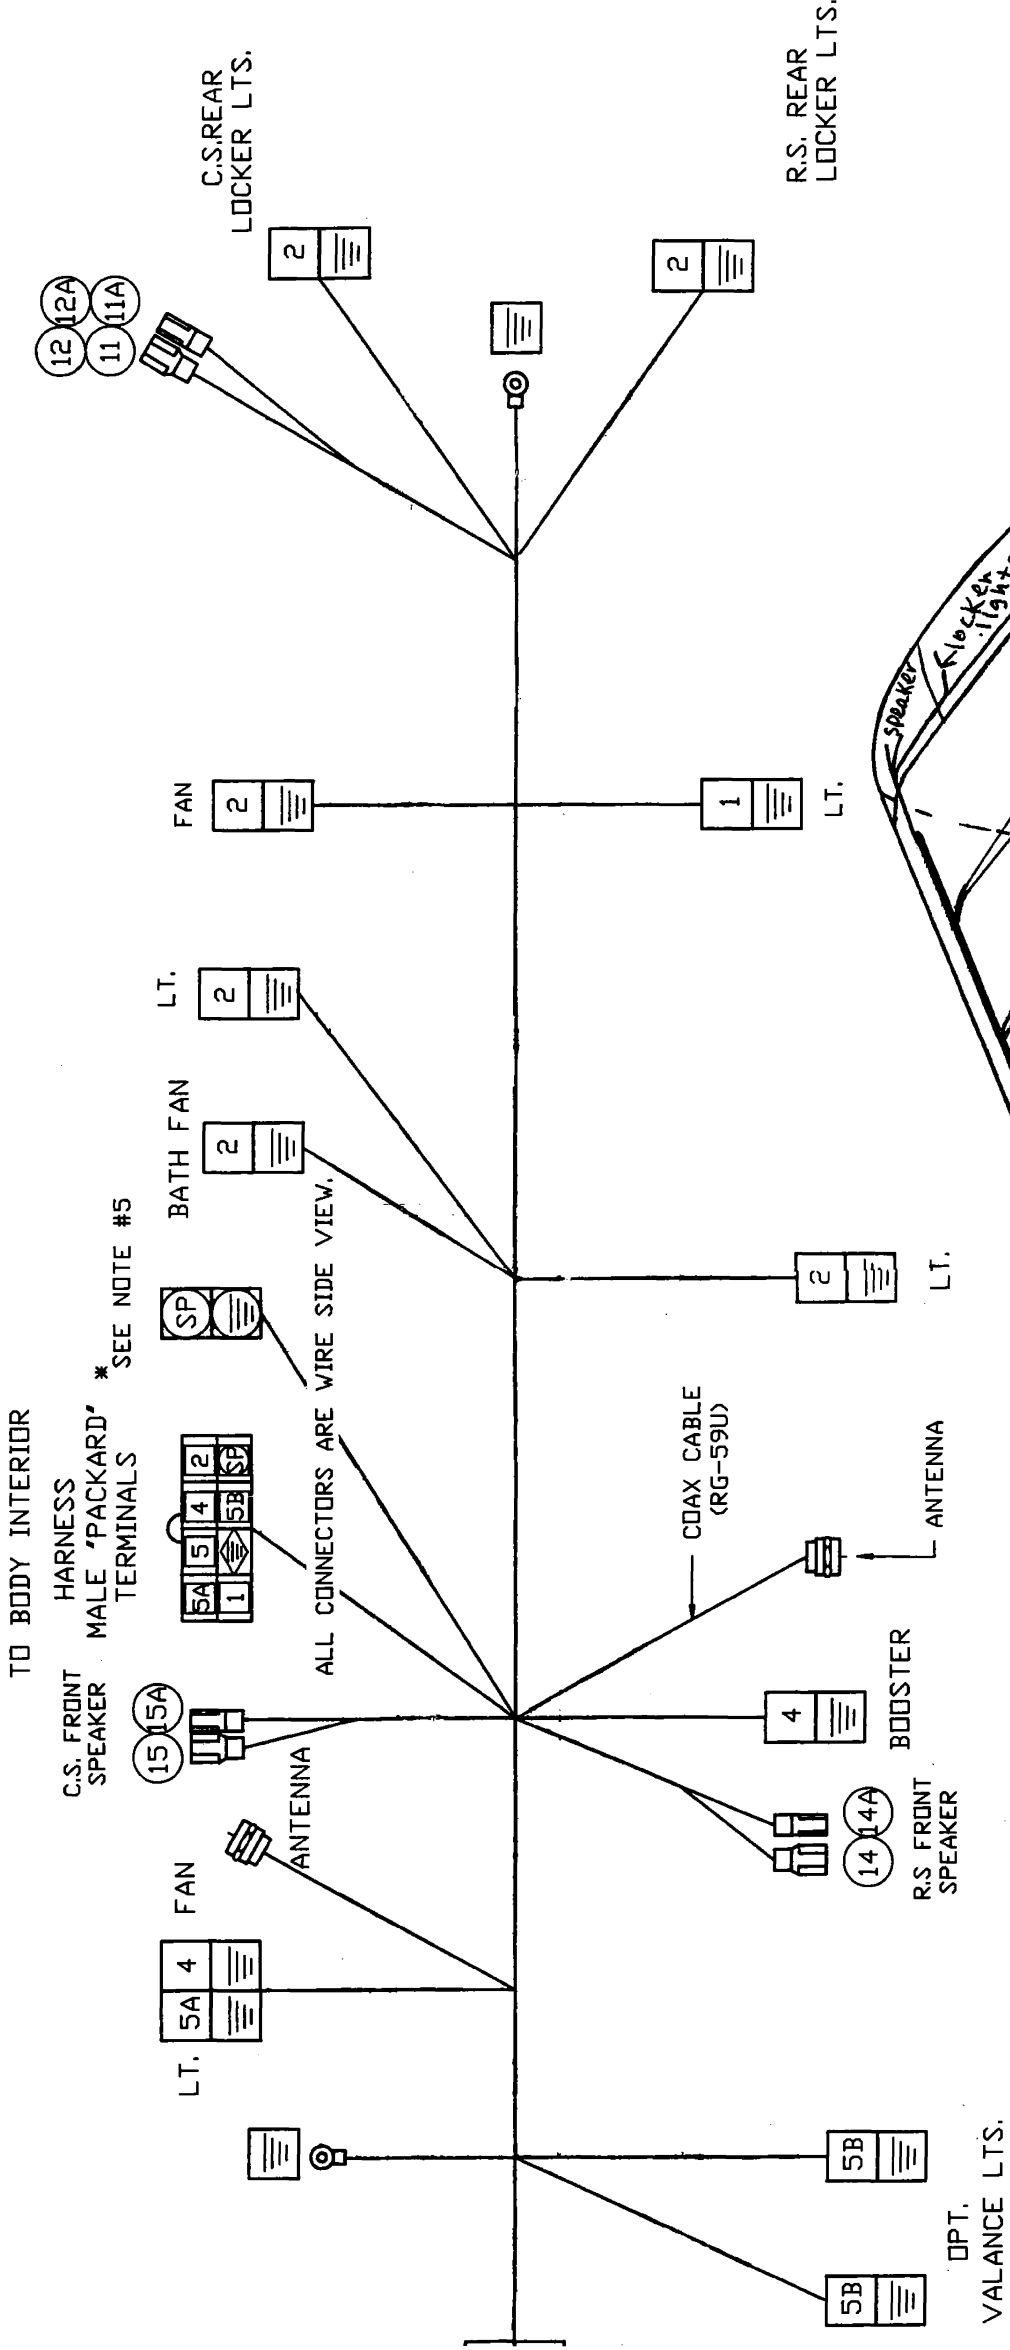 TO BODY INTERIOR
HARNESS
MALE "PACKARD" *
TERMINALS
SEE NOTE #5
5A 5 4 2
1 5B SP
SP
C.S. FRONT
SPEAKER
15 15A
ALL CONNECTORS ARE WIRE SIDE VIEW.
LT.
5A 4
FAN
ANTENNA
BATH FAN
2
LT.
2
FAN
2
12 12A
11 11A
C.S.REAR
LOCKER LTS.
2
5B
5B
OPT.
VALANCE LTS.
14 14A
R.S FRONT
SPEAKER
4
BOOSTER
COAX CABLE
(RG-59U)
ANTENNA
2
LT.
1
LT.
2
R.S. REAR
LOCKER LTS.
speaker
locker